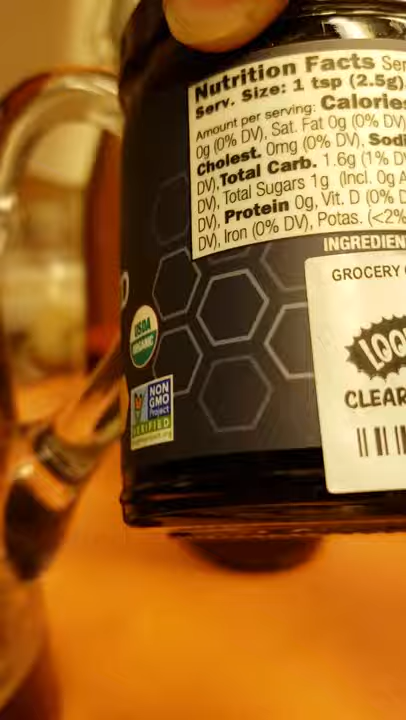 Nutrition Facts Ser
Serv. Size: 1 tsp (2.5g),
Amount per serving: Calories
0g (0% DV), Sat. Fat 0g (0% DV),
Cholest. 0mg (0% DV), Sodi
DV), Total Carb. 1.6g (1% DV
DV), Total Sugars 1g (Incl. 0g A
DV), Protein 0g, Vit. D (0% D
DV), Iron (0% DV), Potas. (<2%
INGREDIEN
GROCERY
LOO
CLEAR
USDA
ORGANIC
NON
GMO
Project
VERIFIED